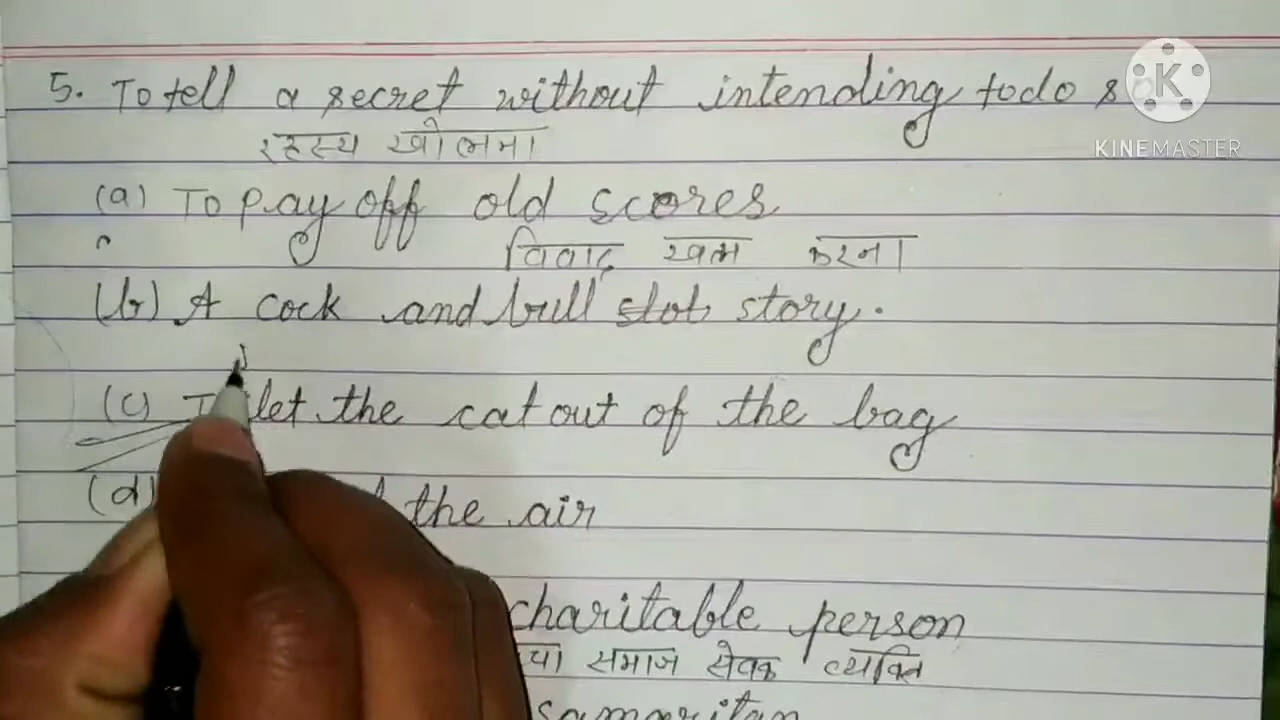 5. To tell a secret without intending to do s
रहस्य खोलना
(a) To pay off old scores
विवाद खत्म करना
(b) A cock and bull story.
(c) let the cat out of the bag
(d) the air
charitable person
समाज सेवक व्यक्ति
samaritan
K
KINEMASTER